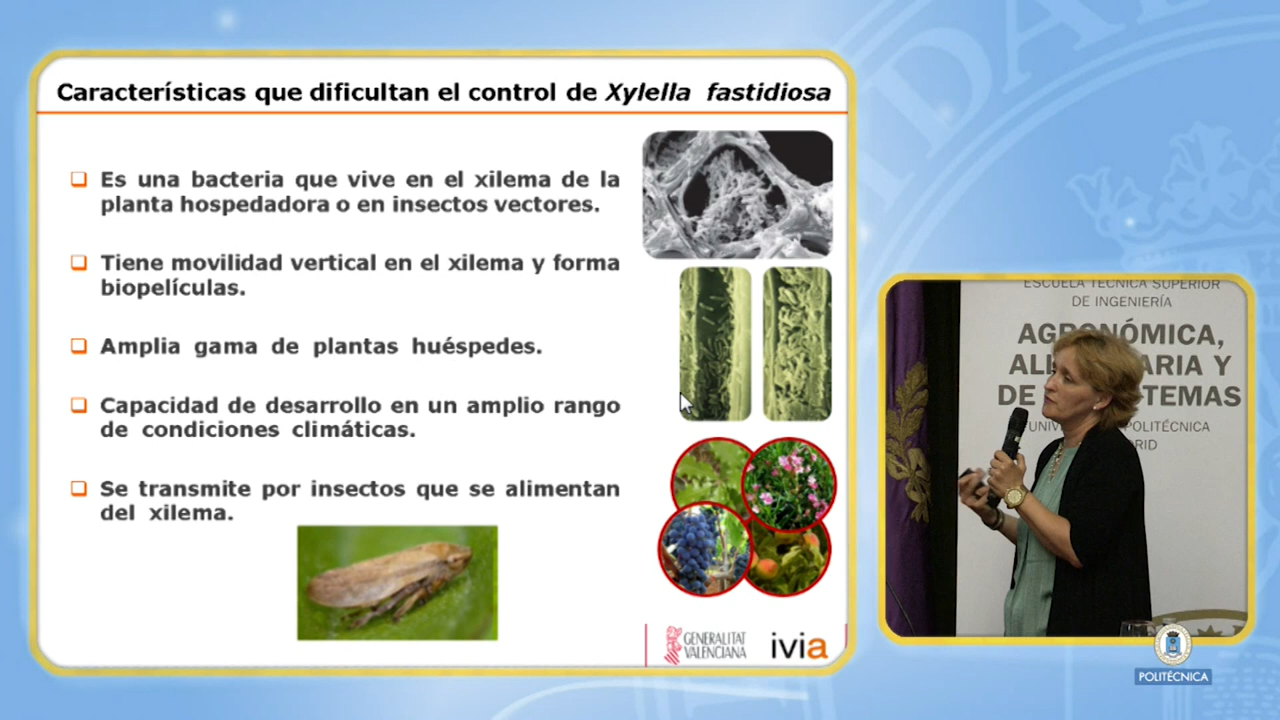 Características que dificultan el control de Xylella fastidiosa
❑ Es una bacteria que vive en el xilema de la
planta hospedadora o en insectos vectores.
❑ Tiene movilidad vertical en el xilema y forma
biopelículas.
❑ Amplia gama de plantas huéspedes.
❑ Capacidad de desarrollo en un amplio rango
de condiciones climáticas.
❑ Se transmite por insectos que se alimentan
del xilema.
GENERALITAT
VALENCIANA
ivia
ESCUELA TÉCNICA SUPERIOR
DE INGENIERÍA
AGRONÓMICA,
ARIA Y
DE TEMAS
POLITÉCNICA
POLITÉCNICA